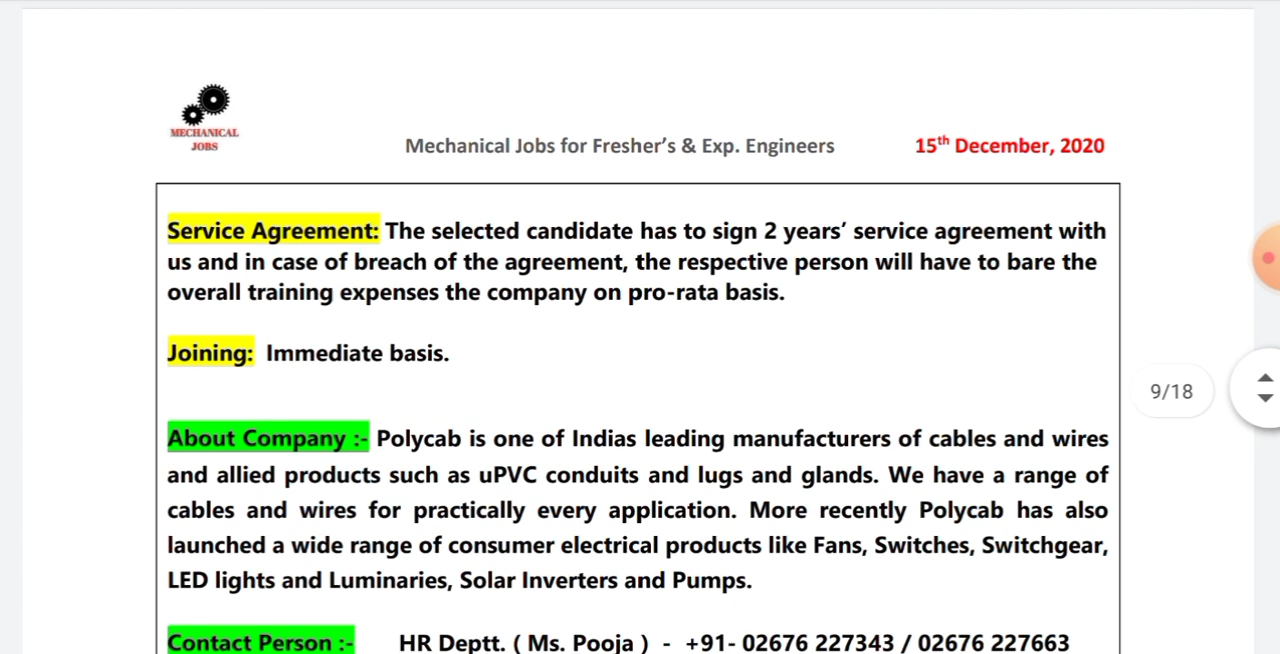 MECHANICAL
JOBS
Mechanical Jobs for Fresher’s & Exp. Engineers 15th December, 2020
Service Agreement: The selected candidate has to sign 2 years’ service agreement with
us and in case of breach of the agreement, the respective person will have to bare the
overall training expenses the company on pro-rata basis.
Joining: Immediate basis.
9/18
About Company :- Polycab is one of Indias leading manufacturers of cables and wires
and allied products such as uPVC conduits and lugs and glands. We have a range of
cables and wires for practically every application. More recently Polycab has also
launched a wide range of consumer electrical products like Fans, Switches, Switchgear,
LED lights and Luminaries, Solar Inverters and Pumps.
Contact Person :- HR Deptt. ( Ms. Pooja ) - +91- 02676 227343 / 02676 227663